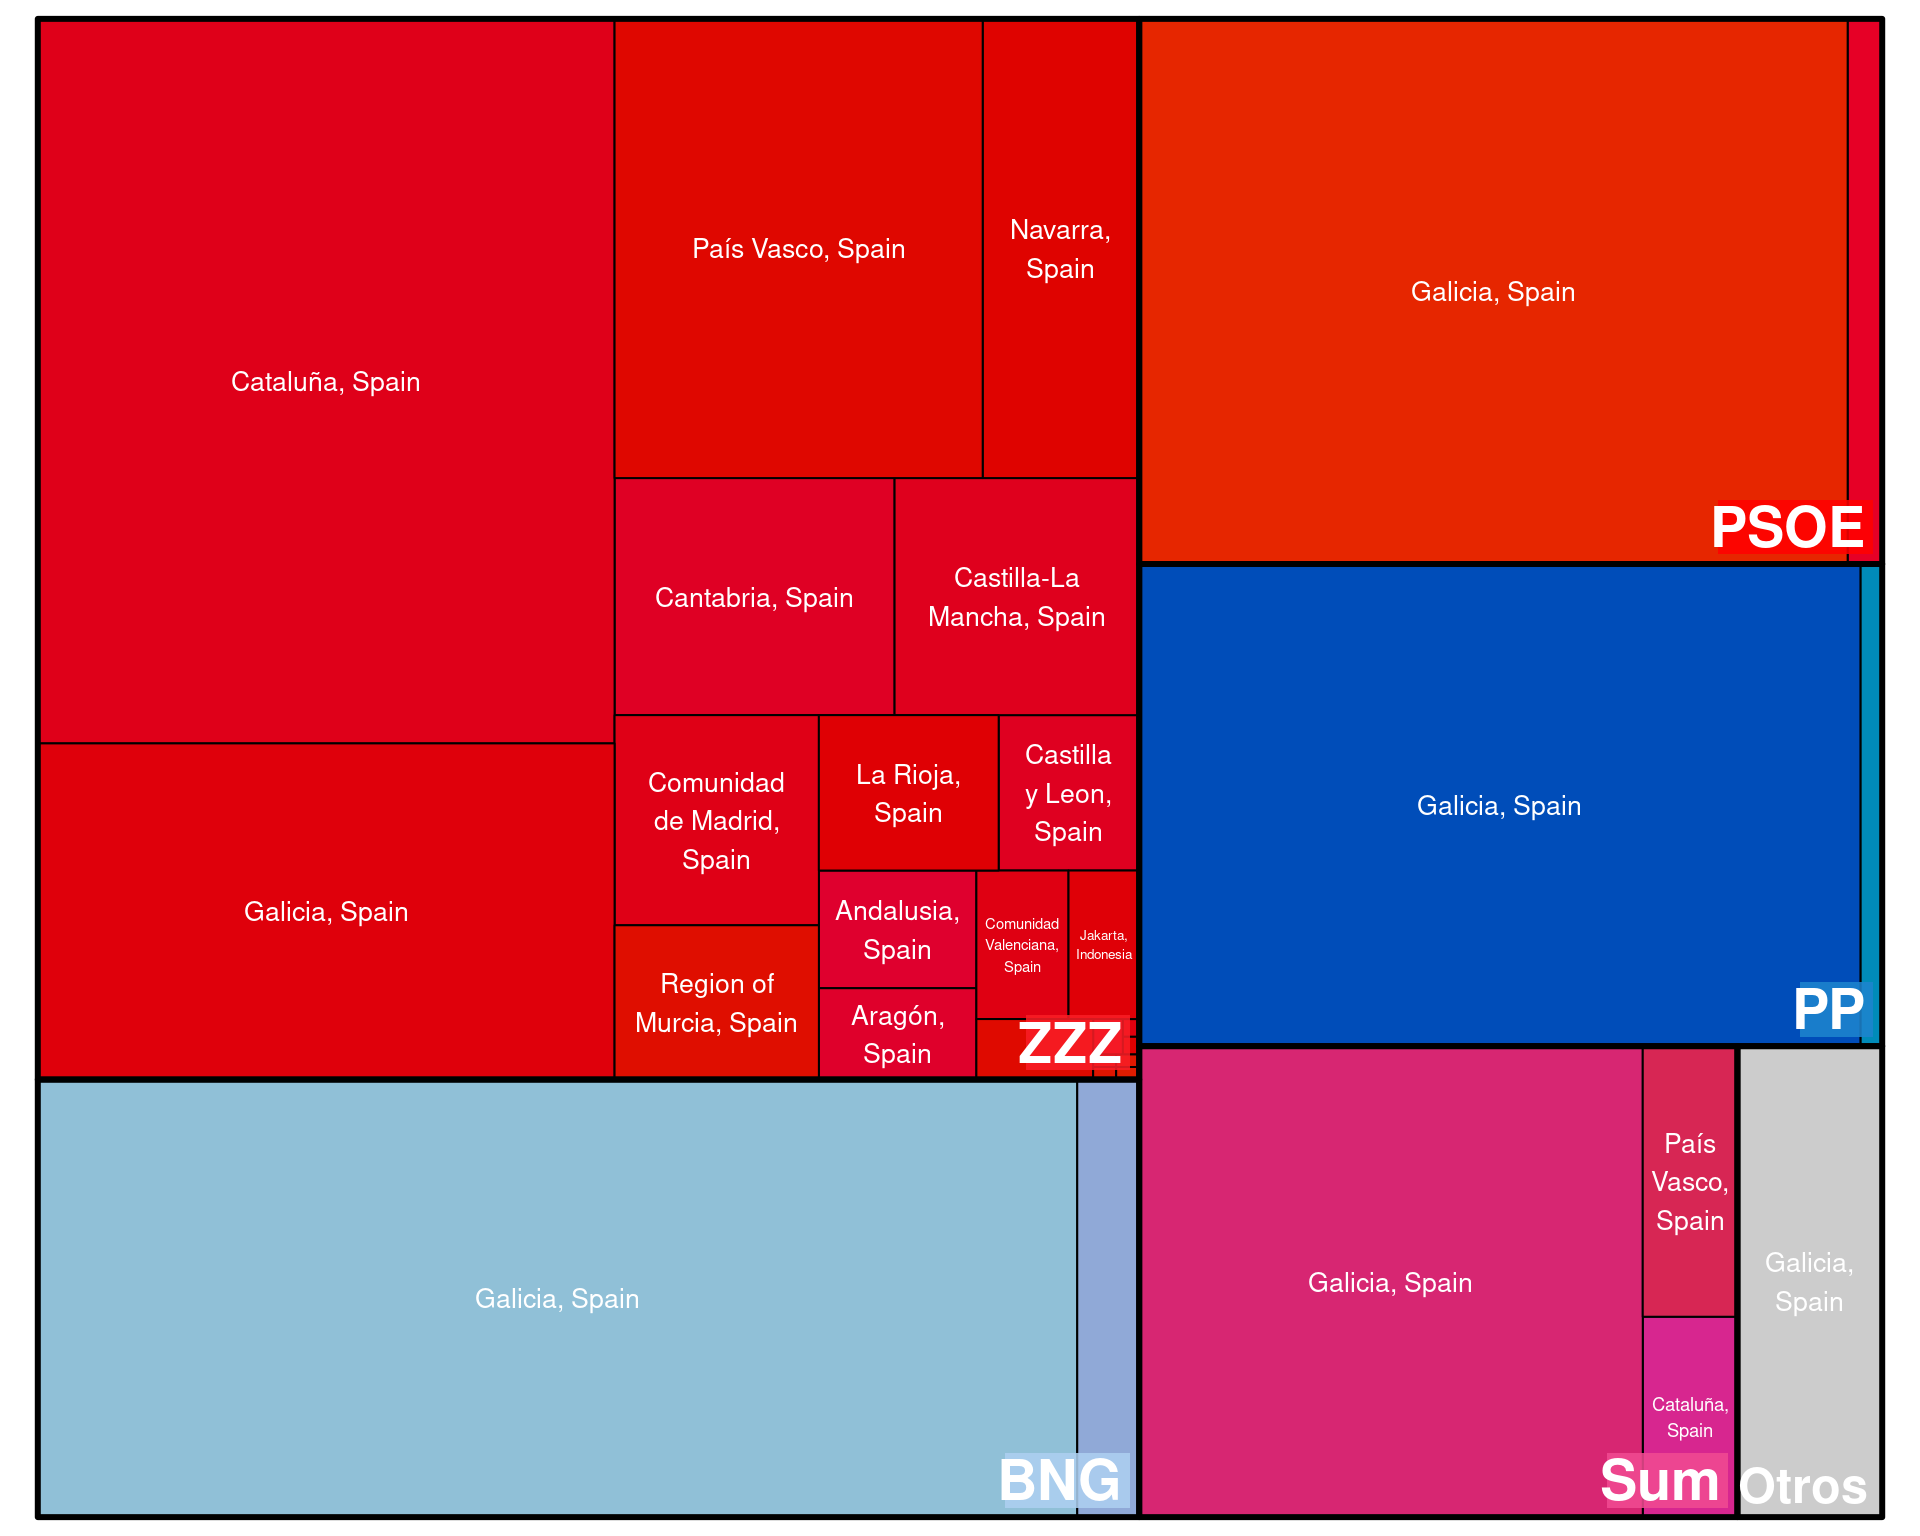 Cataluña, Spain
Galicia, Spain
País Vasco, Spain
Navarra,
Spain
Cantabria, Spain
Castilla-La
Mancha, Spain
Comunidad
de Madrid,
Spain
La Rioja,
Spain
Castilla
y Leon,
Spain
Region of
Murcia, Spain
Andalusia,
Spain
Aragón,
Spain
Comunidad
Valenciana,
Spain
Jakarta,
Indonesia
ZZZ
Galicia, Spain
BNG
Galicia, Spain
PSOE
Galicia, Spain
PP
Galicia, Spain
País
Vasco,
Spain
Cataluña,
Spain
Sum
Galicia,
Spain
Otros